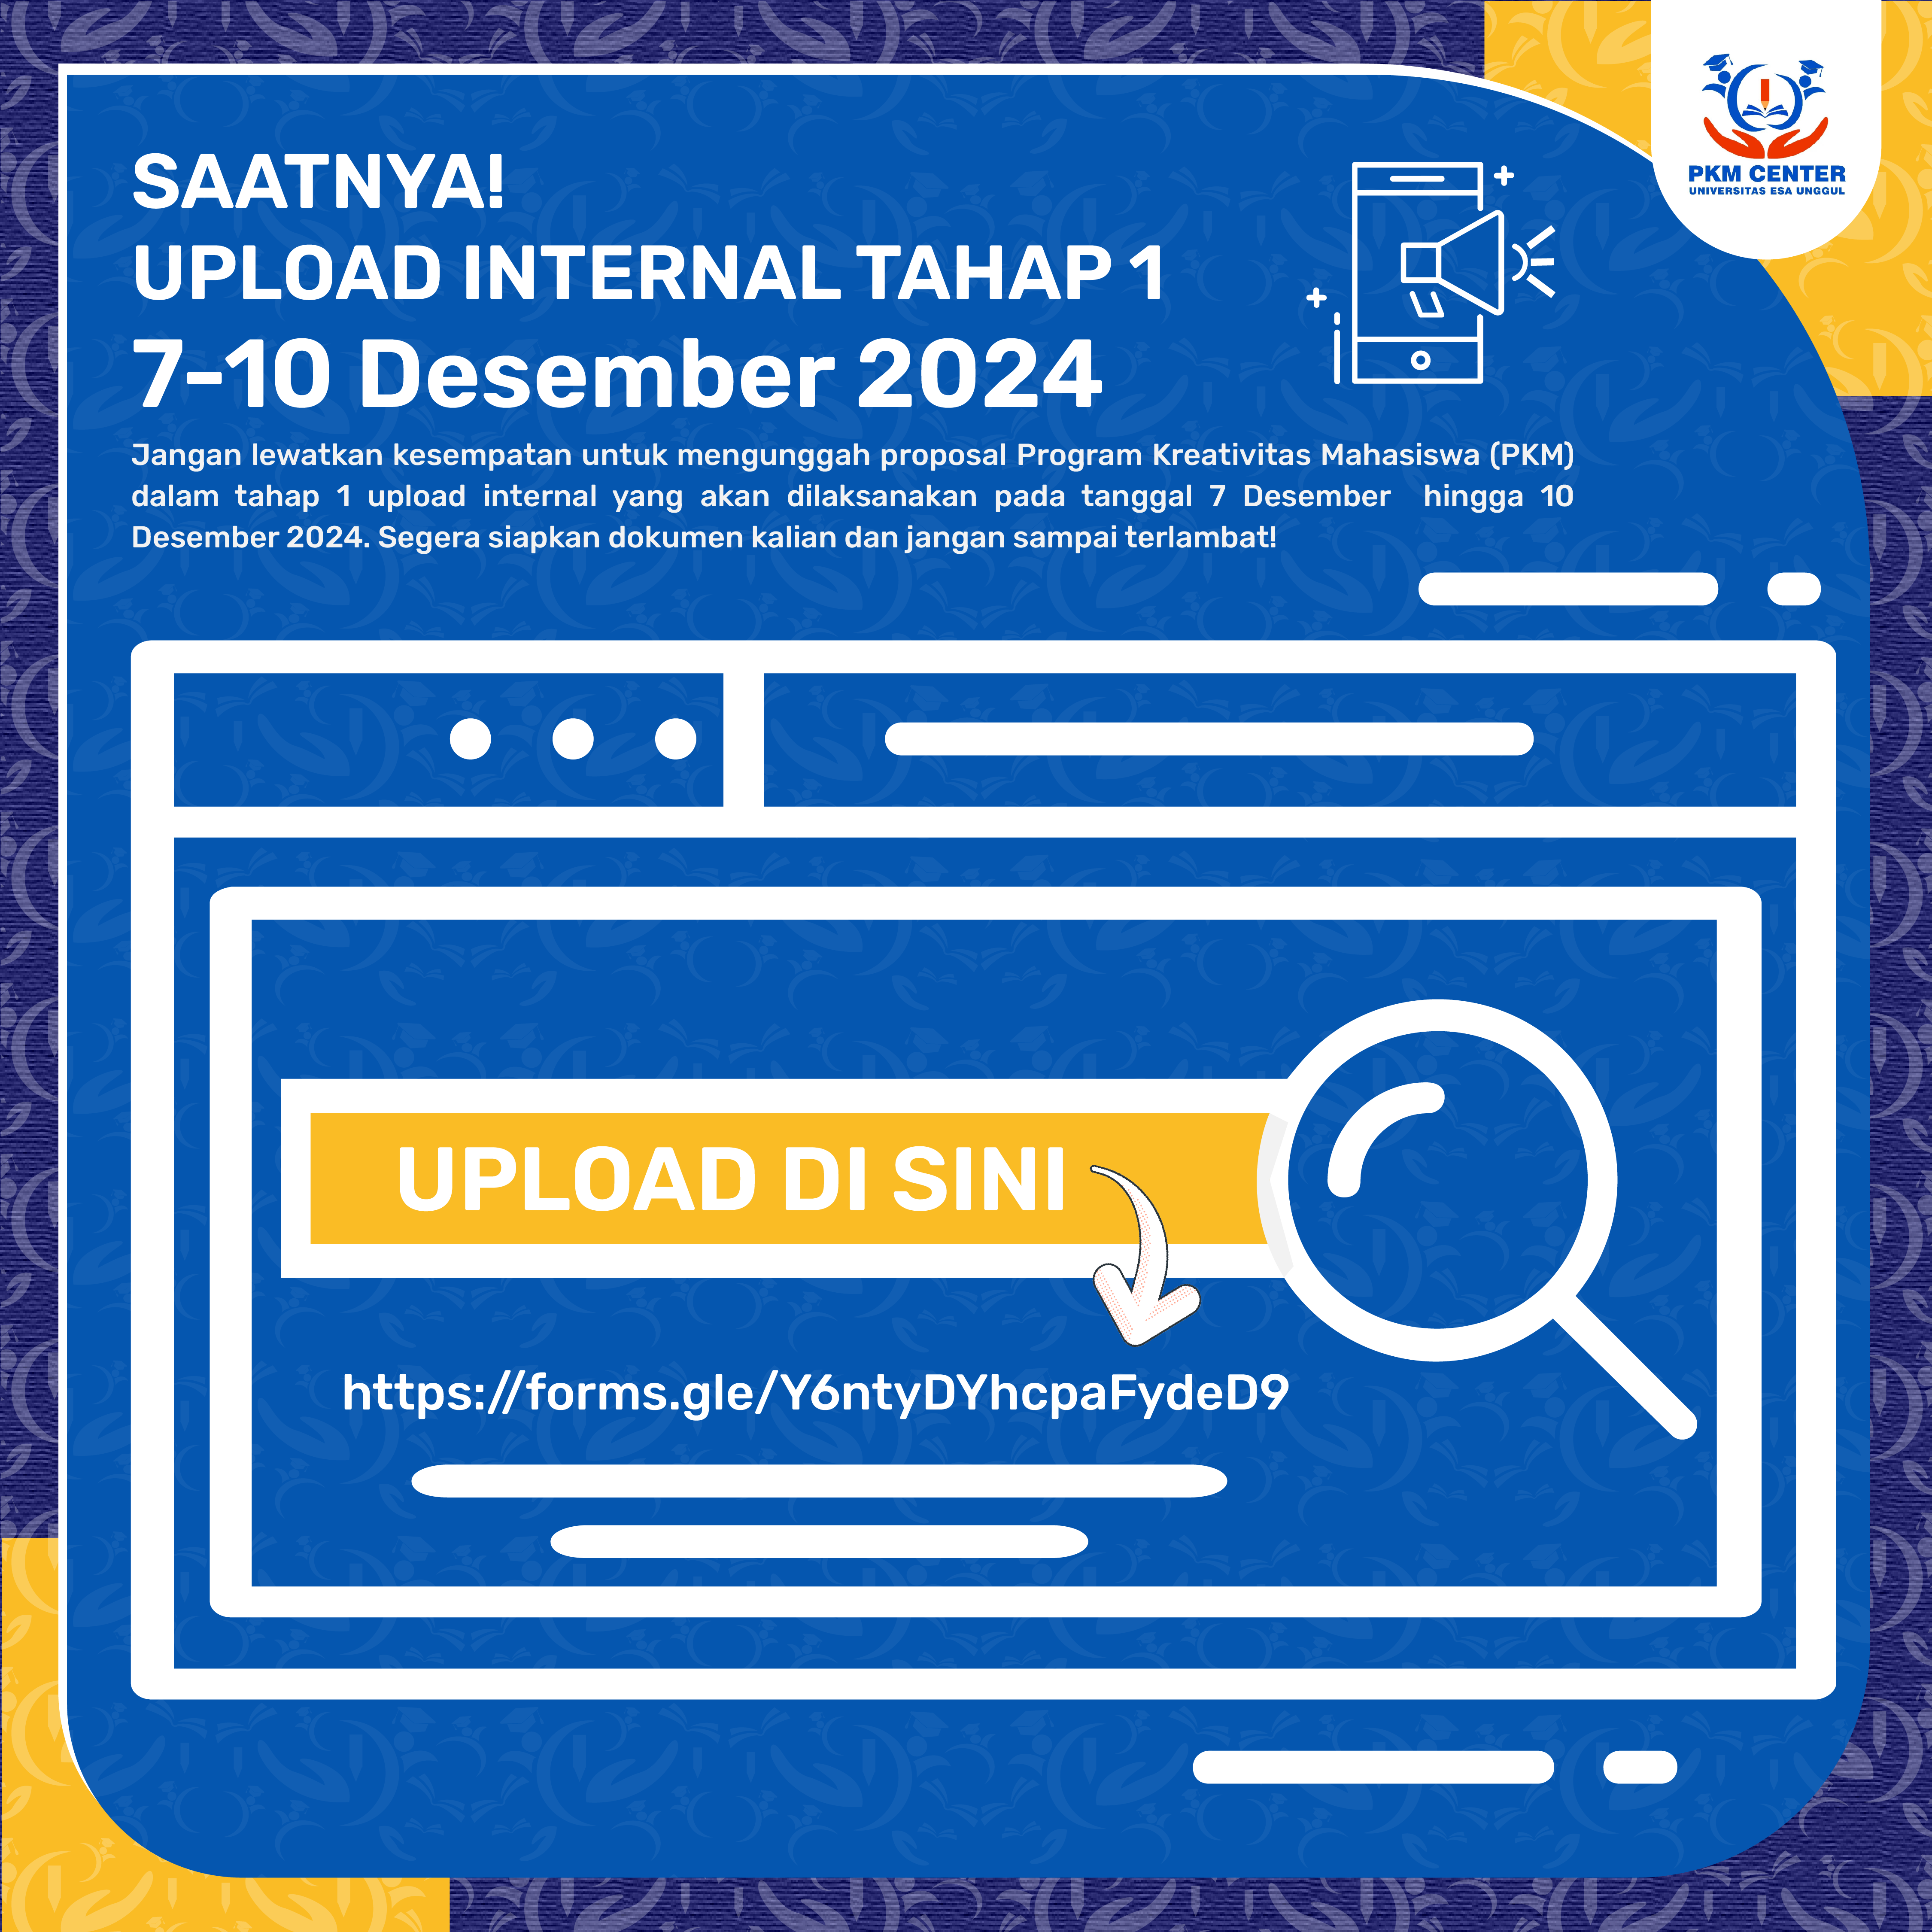 PKM CENTER
UNIVERSITAS ESA UNGGUL
SAATNYA!
UPLOAD INTERNAL TAHAP 1
7-10 Desember 2024
Jangan lewatkan kesempatan untuk mengunggah proposal Program Kreativitas Mahasiswa (PKM)
dalam tahap 1 upload internal yang akan dilaksanakan pada tanggal 7 Desember hingga 10
Desember 2024. Segera siapkan dokumen kalian dan jangan sampai terlambat!
UPLOAD DI SINI
https://forms.gle/Y6ntyDYhcpaFydeD9